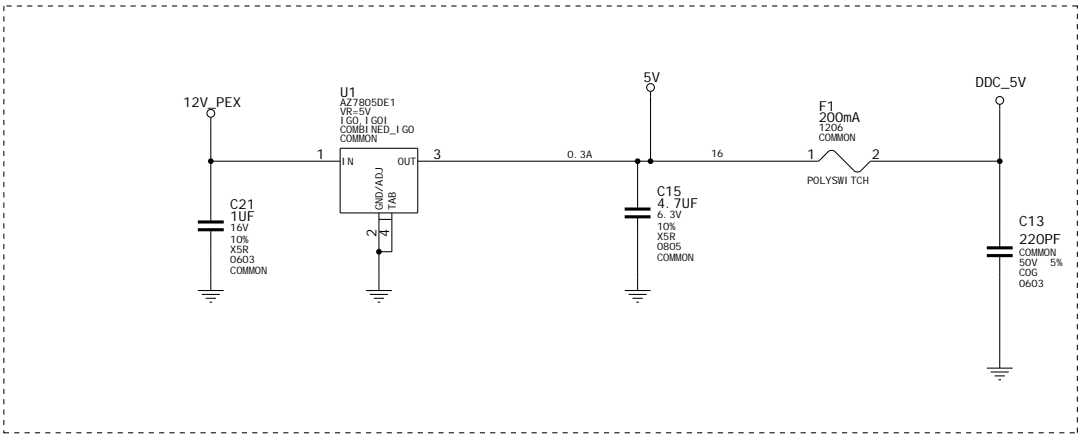 12V_PEX
C21
1UF
16V
10%
X5R
0603
COMMON
U1
AZ7805DE1
VR=5V
IGO,IGOI
COMBINED_IGO
COMMON
1
IN
OUT
3
GND/ADJ
TAB
2
4
0.3A
5V
C15
4.7UF
6.3V
10%
X5R
0805
COMMON
16
F1
200mA
1206
COMMON
1
2
POLYSWITCH
DDC_5V
C13
220PF
COMMON
50V 5%
COG
0603